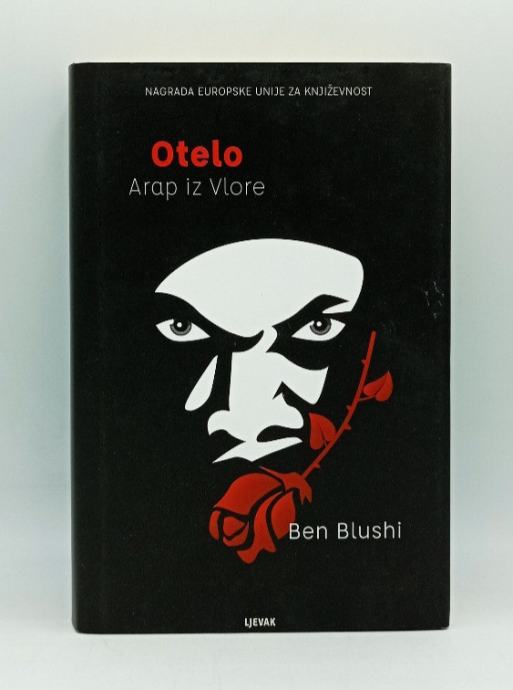 NAGRADA EUROPSKE UNIJE ZA KNJIŽEVNOST
Otelo
Arap iz Vlore
Ben Blushi
LJEVAK